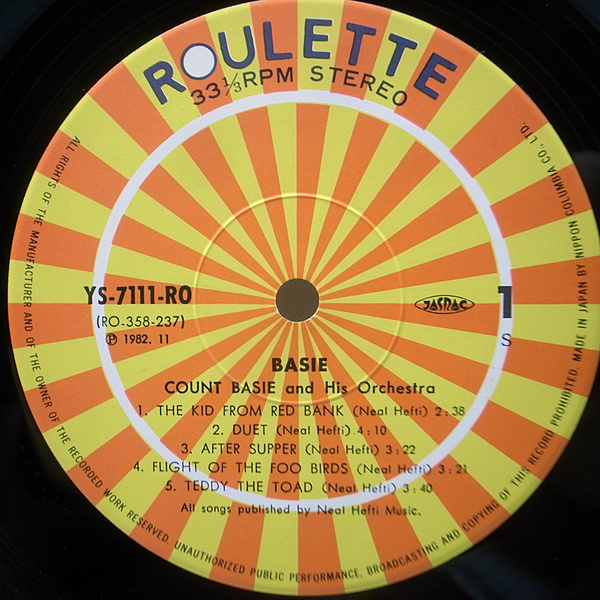 ROULETTE
33 1/3 RPM STEREO
YS-7111-RO
(RO-358-237)
Ⓟ 1982. 11
JASRAC
1
S
BASIE
COUNT BASIE and His Orchestra
1. THE KID FROM RED BANK (Neal Hefti) 2:38
2. DUET (Neal Hefti) 4:10
3. AFTER SUPPER (Neal Hefti) 3:22
4. FLIGHT OF THE FOO BIRDS (Neal Hefti) 3:21
5. TEDDY THE TOAD (Neal Hefti) 3:40
All songs published by Neal Hefti Music.
ALL RIGHTS OF THE MANUFACTURER AND OF THE OWNER OF THE RECORDED WORK RESERVED. UNAUTHORIZED PUBLIC PERFORMANCE, BROADCASTING AND COPYING OF THIS RECORD PROHIBITED. MADE IN JAPAN BY NIPPON COLUMBIA CO., LTD.